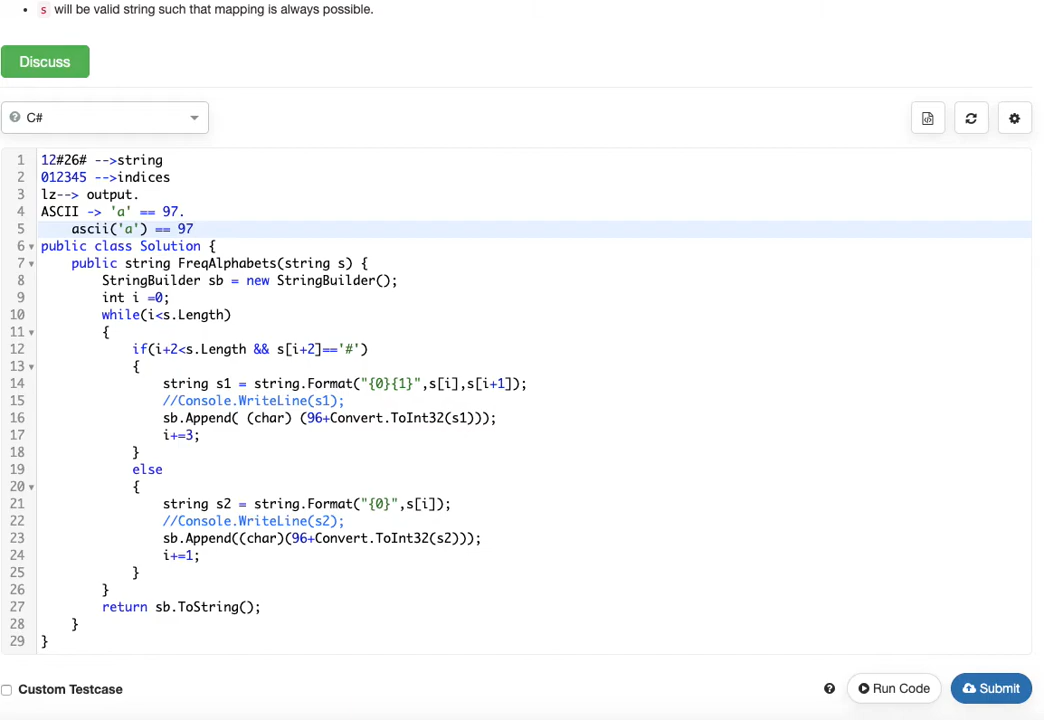 s will be valid string such that mapping is always possible.
Discuss
C#
1 12#26# -->string
2 012345 -->indices
3 lz--> output.
4 ASCII -> 'a' == 97.
5     ascii('a') == 97
6 public class Solution {
7     public string FreqAlphabets(string s) {
8         StringBuilder sb = new StringBuilder();
9         int i =0;
10         while(i<s.Length)
11         {
12             if(i+2<s.Length && s[i+2]=='#')
13             {
14                 string s1 = string.Format("{0}{1}",s[i],s[i+1]);
15                 //Console.WriteLine(s1);
16                 sb.Append( (char) (96+Convert.ToInt32(s1)));
17                 i+=3;
18             }
19             else
20             {
21                 string s2 = string.Format("{0}",s[i]);
22                 //Console.WriteLine(s2);
23                 sb.Append((char)(96+Convert.ToInt32(s2)));
24                 i+=1;
25             }
26         }
27         return sb.ToString();
28     }
29 }
Custom Testcase
Run Code
Submit